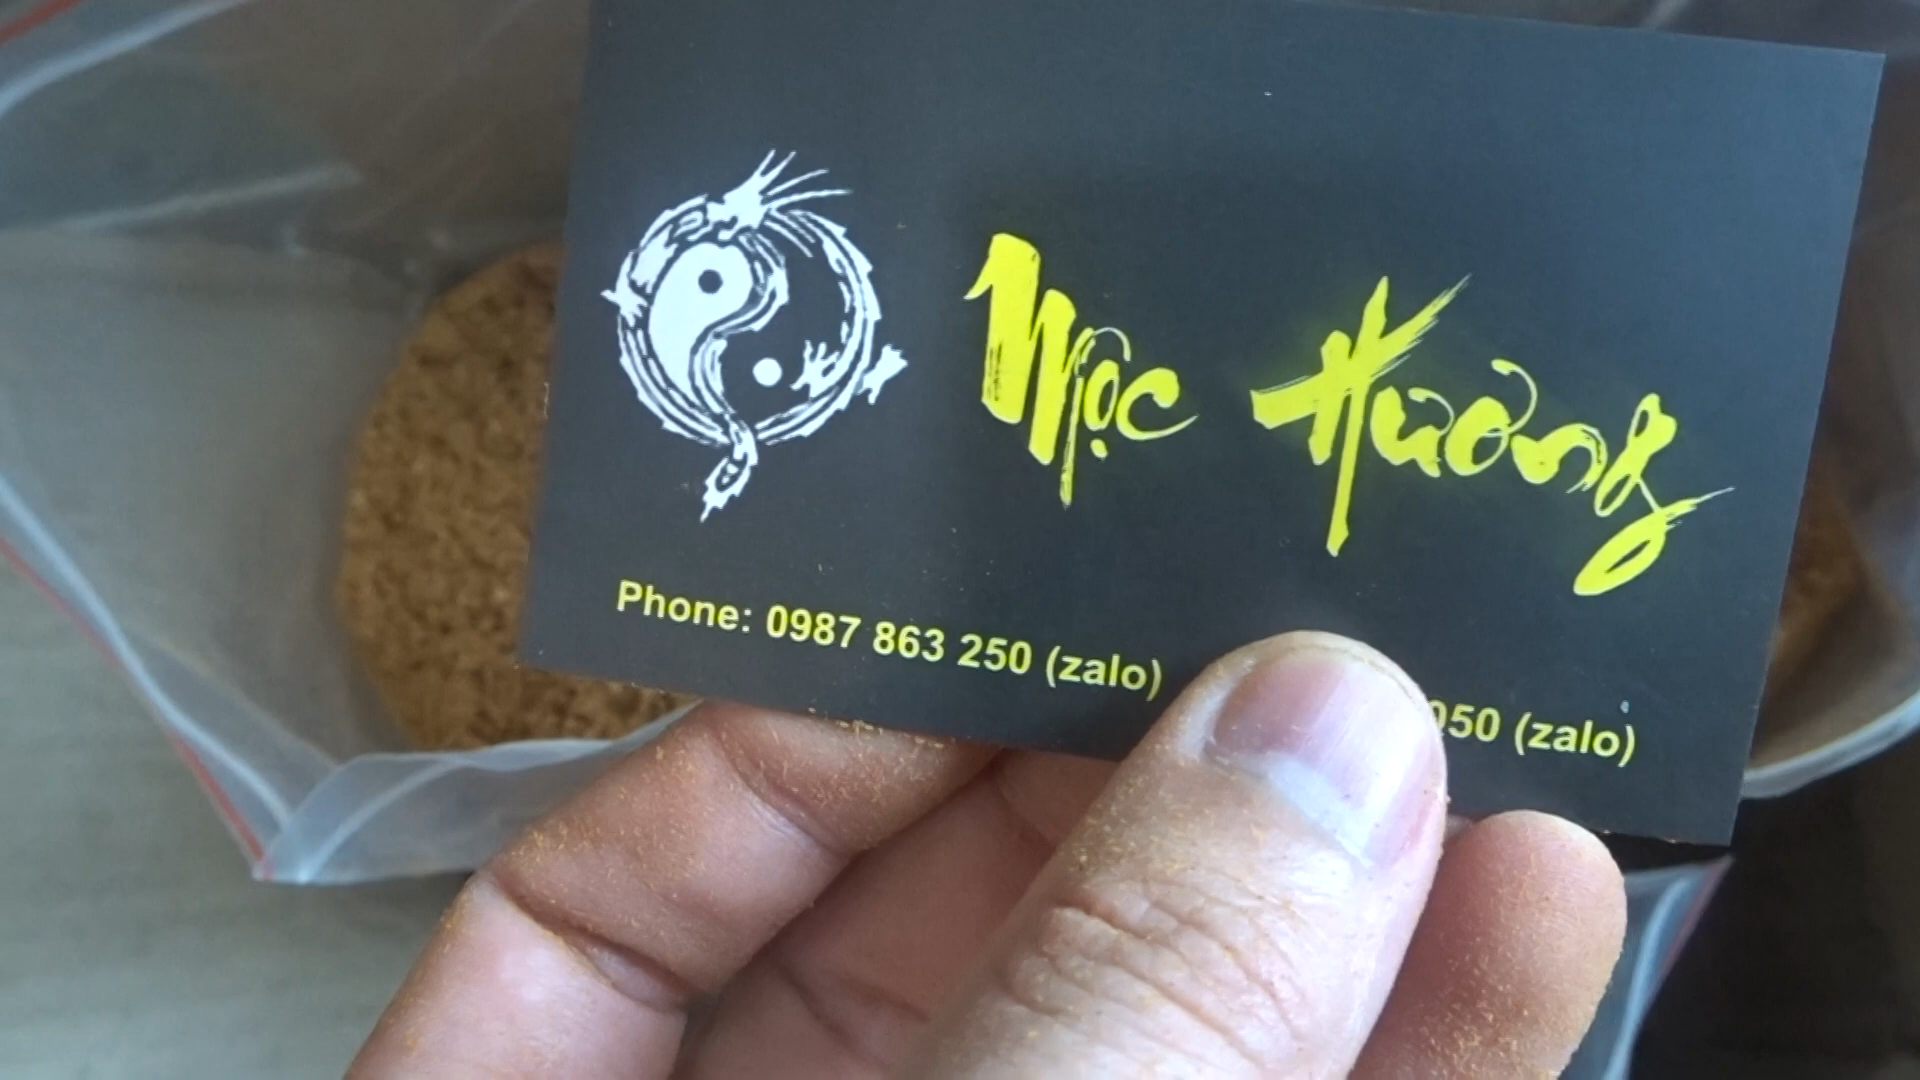 Mộc Hương
Phone: 0987 863 250 (zalo) 050 (zalo)